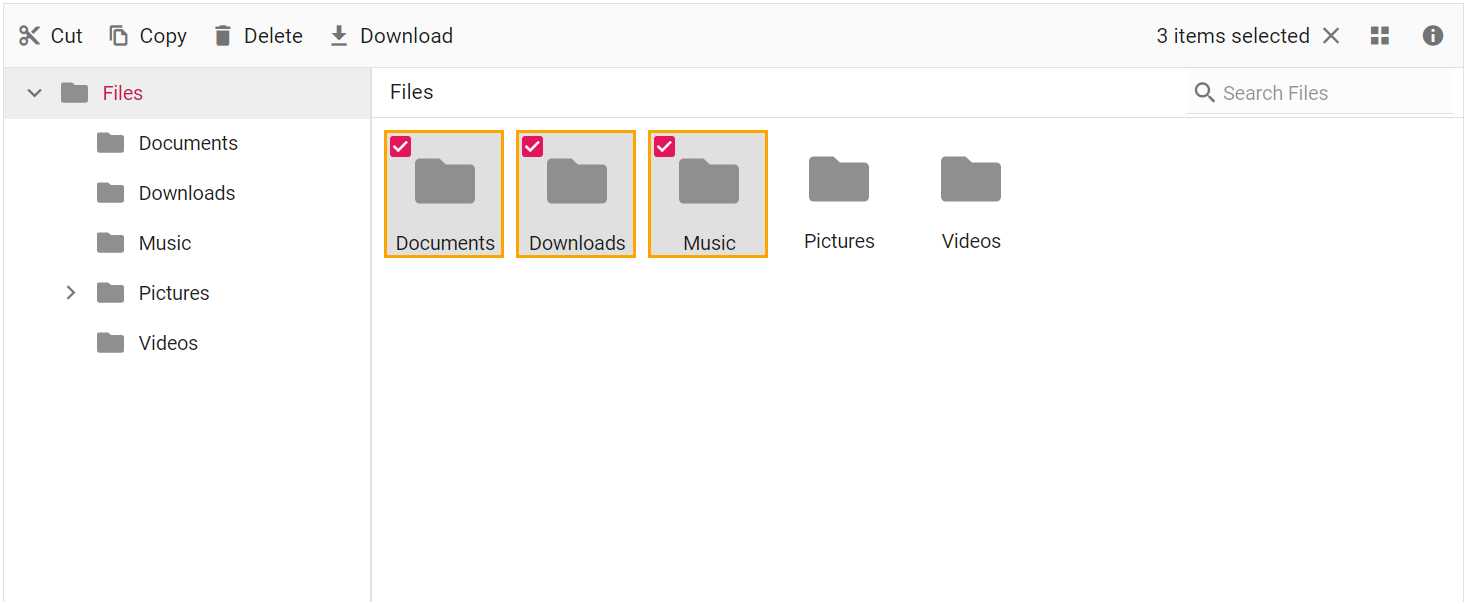 Cut Copy Delete Download 3 items selected
Files
Documents
Downloads
Music
Pictures
Videos
Files Search Files
Documents Downloads Music Pictures Videos